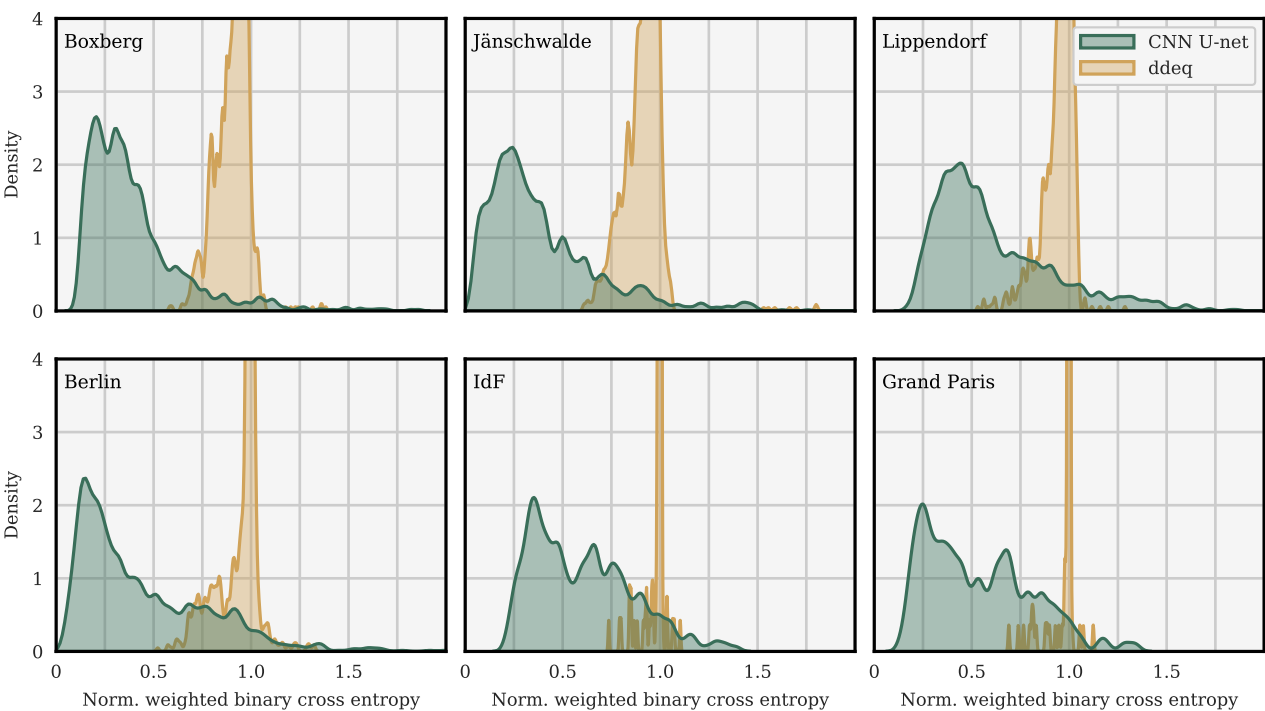 4
3
2
1
0
Density
Boxberg
Jänschwalde
Lippendorf
CNN U-net
ddeq
4
3
2
1
0
Density
Berlin
IdF
Grand Paris
0 0.5 1.0 1.5
0 0.5 1.0 1.5
0 0.5 1.0 1.5
Norm. weighted binary cross entropy
Norm. weighted binary cross entropy
Norm. weighted binary cross entropy